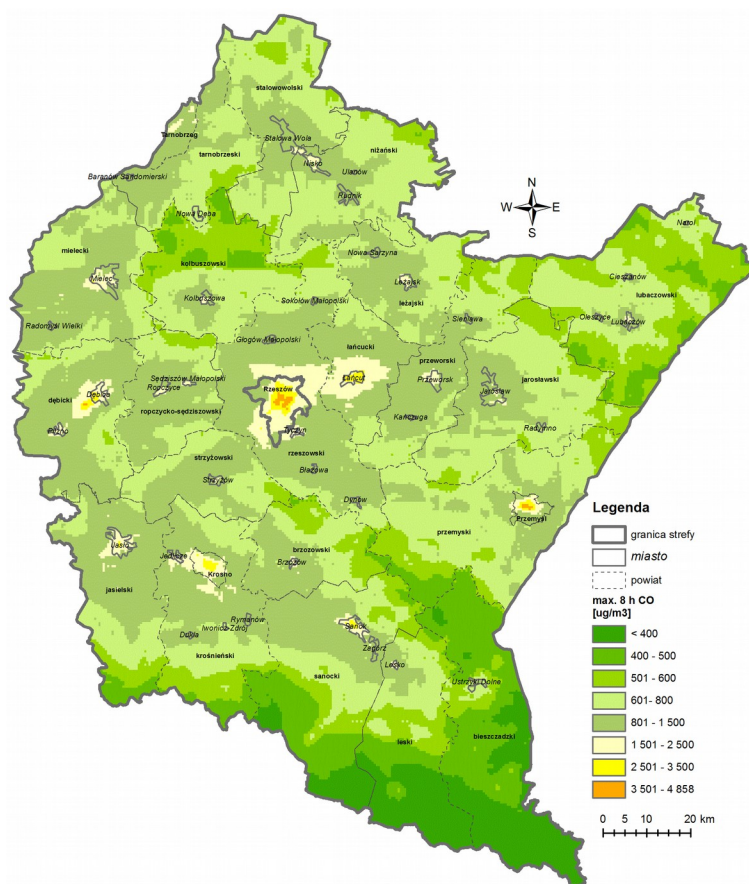 stalowowolski
Tarnobrzeg
Stalowa Wola
tarnobrzeski
niżański
Nisko
Ulanów
Baranów Sandomierski
Rudnik
N
W E
S
Nowa Dęba
Narol
mielecki
Nowa Sarzyna
kolbuszowski
Cieszanów
Mielec
Leżajsk
lubaczowski
Kolbuszowa
Sokołów Małopolski
leżajski
Oleszyce
Lubaczów
Radomyśl Wielki
Sieniawa
Głogów Małopolski
łańcucki
przeworski
Sędziszów Małopolski
Łańcut
Przeworsk
jarosławski
Ropczyce
Rzeszów
Jarosław
dębicki
Dębica
ropczycko-sędziszowski
Kańczuga
Pilzno
Tyczyn
Radymno
rzeszowski
strzyżowski
Błażowa
Strzyżów
Dynów
Przemyśl
przemyski
Jasło
Jedlicze
brzozowski
Brzozów
Krosno
jasielski
Rymanów
Iwonicz-Zdrój
Dukla
Sanok
Zagórz
krośnieński
Lesko
sanocki
Ustrzyki Dolne
leski
bieszczadzki
Legenda
granica strefy
miasto
powiat
max. 8 h CO
[ug/m3]
< 400
400 - 500
501 - 600
601- 800
801 - 1 500
1 501 - 2 500
2 501 - 3 500
3 501 - 4 858
0 5 10 20 km